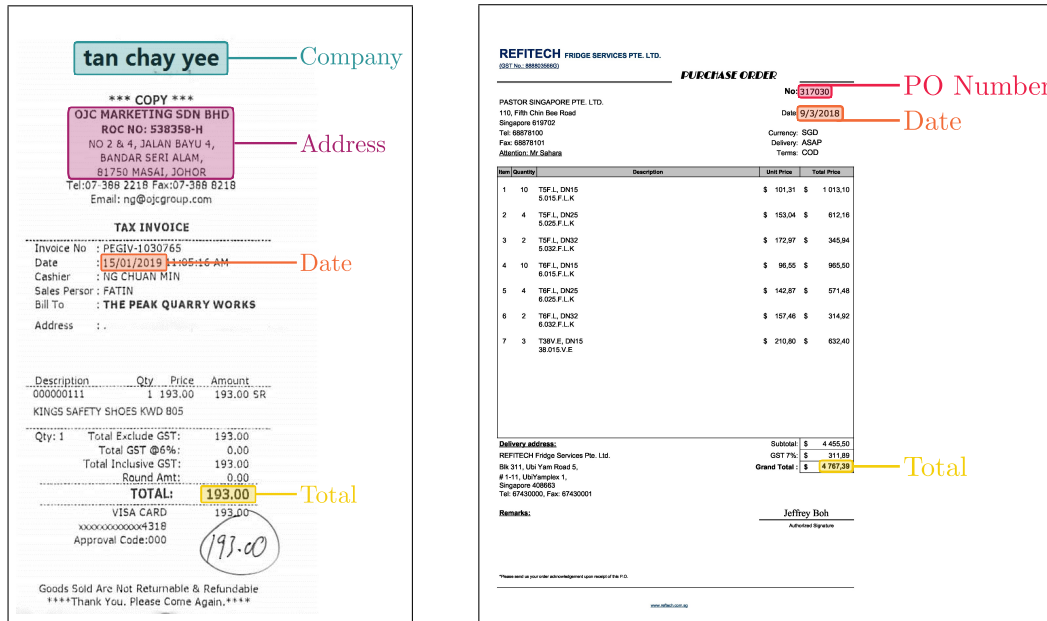 tan chay yee
Company
*** COPY ***
OJC MARKETING SDN BHD
ROC NO: 538358-H
NO 2 & 4, JALAN BAYU 4,
BANDAR SERI ALAM,
81750 MASAI, JOHOR
Address
Tel:07-388 2218 Fax:07-388 8218
Email: ng@ojcgroup.com
TAX INVOICE
Invoice No : PEGIV-1030765
Date : 15/01/2019 11:05:16 AM
Date
Cashier : NG CHUAN MIN
Sales Person : FATIN
Bill To : THE PEAK QUARRY WORKS
Address : .
Description Qty Price Amount
000000111 1 193.00 193.00 SR
KINGS SAFETY SHOES KWD 805
Qty: 1 Total Exclude GST: 193.00
Total GST @6%: 0.00
Total Inclusive GST: 193.00
Round Amt: 0.00
TOTAL: 193.00
Total
VISA CARD 193.00
xxxxxxxxxxxx4318
Approval Code:000
193.00
Goods Sold Are Not Returnable & Refundable
****Thank You. Please Come Again.****
REFITECH FRIDGE SERVICES PTE. LTD.
(GST No.: 888803566G)
PURCHASE ORDER
No: 317030
PO Number
PASTOR SINGAPORE PTE. LTD.
110, Fifth Chin Bee Road
Singapore 619702
Tel: 68878100
Fax: 68878101
Attention: Mr Sahara
Date 9/3/2018
Date
Currency: SGD
Delivery: ASAP
Terms: COD
Item Quantity Description Unit Price Total Price
1 10 T5F.L, DN15 $ 101,31 $ 1 013,10
5.015.F.L.K
2 4 T5F.L, DN25 $ 153,04 $ 612,16
5.025.F.L.K
3 2 T5F.L, DN32 $ 172,97 $ 345,94
5.032.F.L.K
4 10 T6F.L, DN15 $ 96,55 $ 965,50
6.015.F.L.K
5 4 T6F.L, DN25 $ 142,87 $ 571,48
6.025.F.L.K
6 2 T6F.L, DN32 $ 157,46 $ 314,92
6.032.F.L.K
7 3 T38V.E, DN15 $ 210,80 $ 632,40
38.015.V.E
Subtotal: $ 4 455,50
GST 7%: $ 311,89
Grand Total : $ 4 767,39
Total
Delivery address:
REFITECH Fridge Services Pte. Ltd.
Blk 311, Ubi Yam Road 5,
# 1-11, UbiYamplex 1,
Singapore 408663
Tel: 67430000, Fax: 67430001
Remarks:
Jeffrey Boh
Authorized Signature
*Please send us your order acknowledgement upon receipt of this P.O.
www.refitech.com.sg